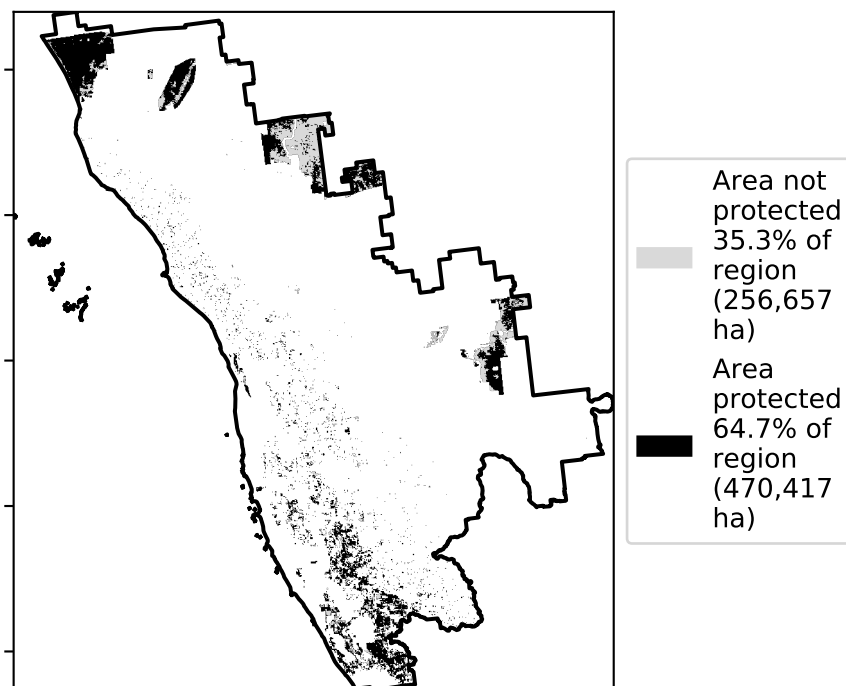 Area not
protected
35.3% of
region
(256,657
ha)
Area
protected
64.7% of
region
(470,417
ha)